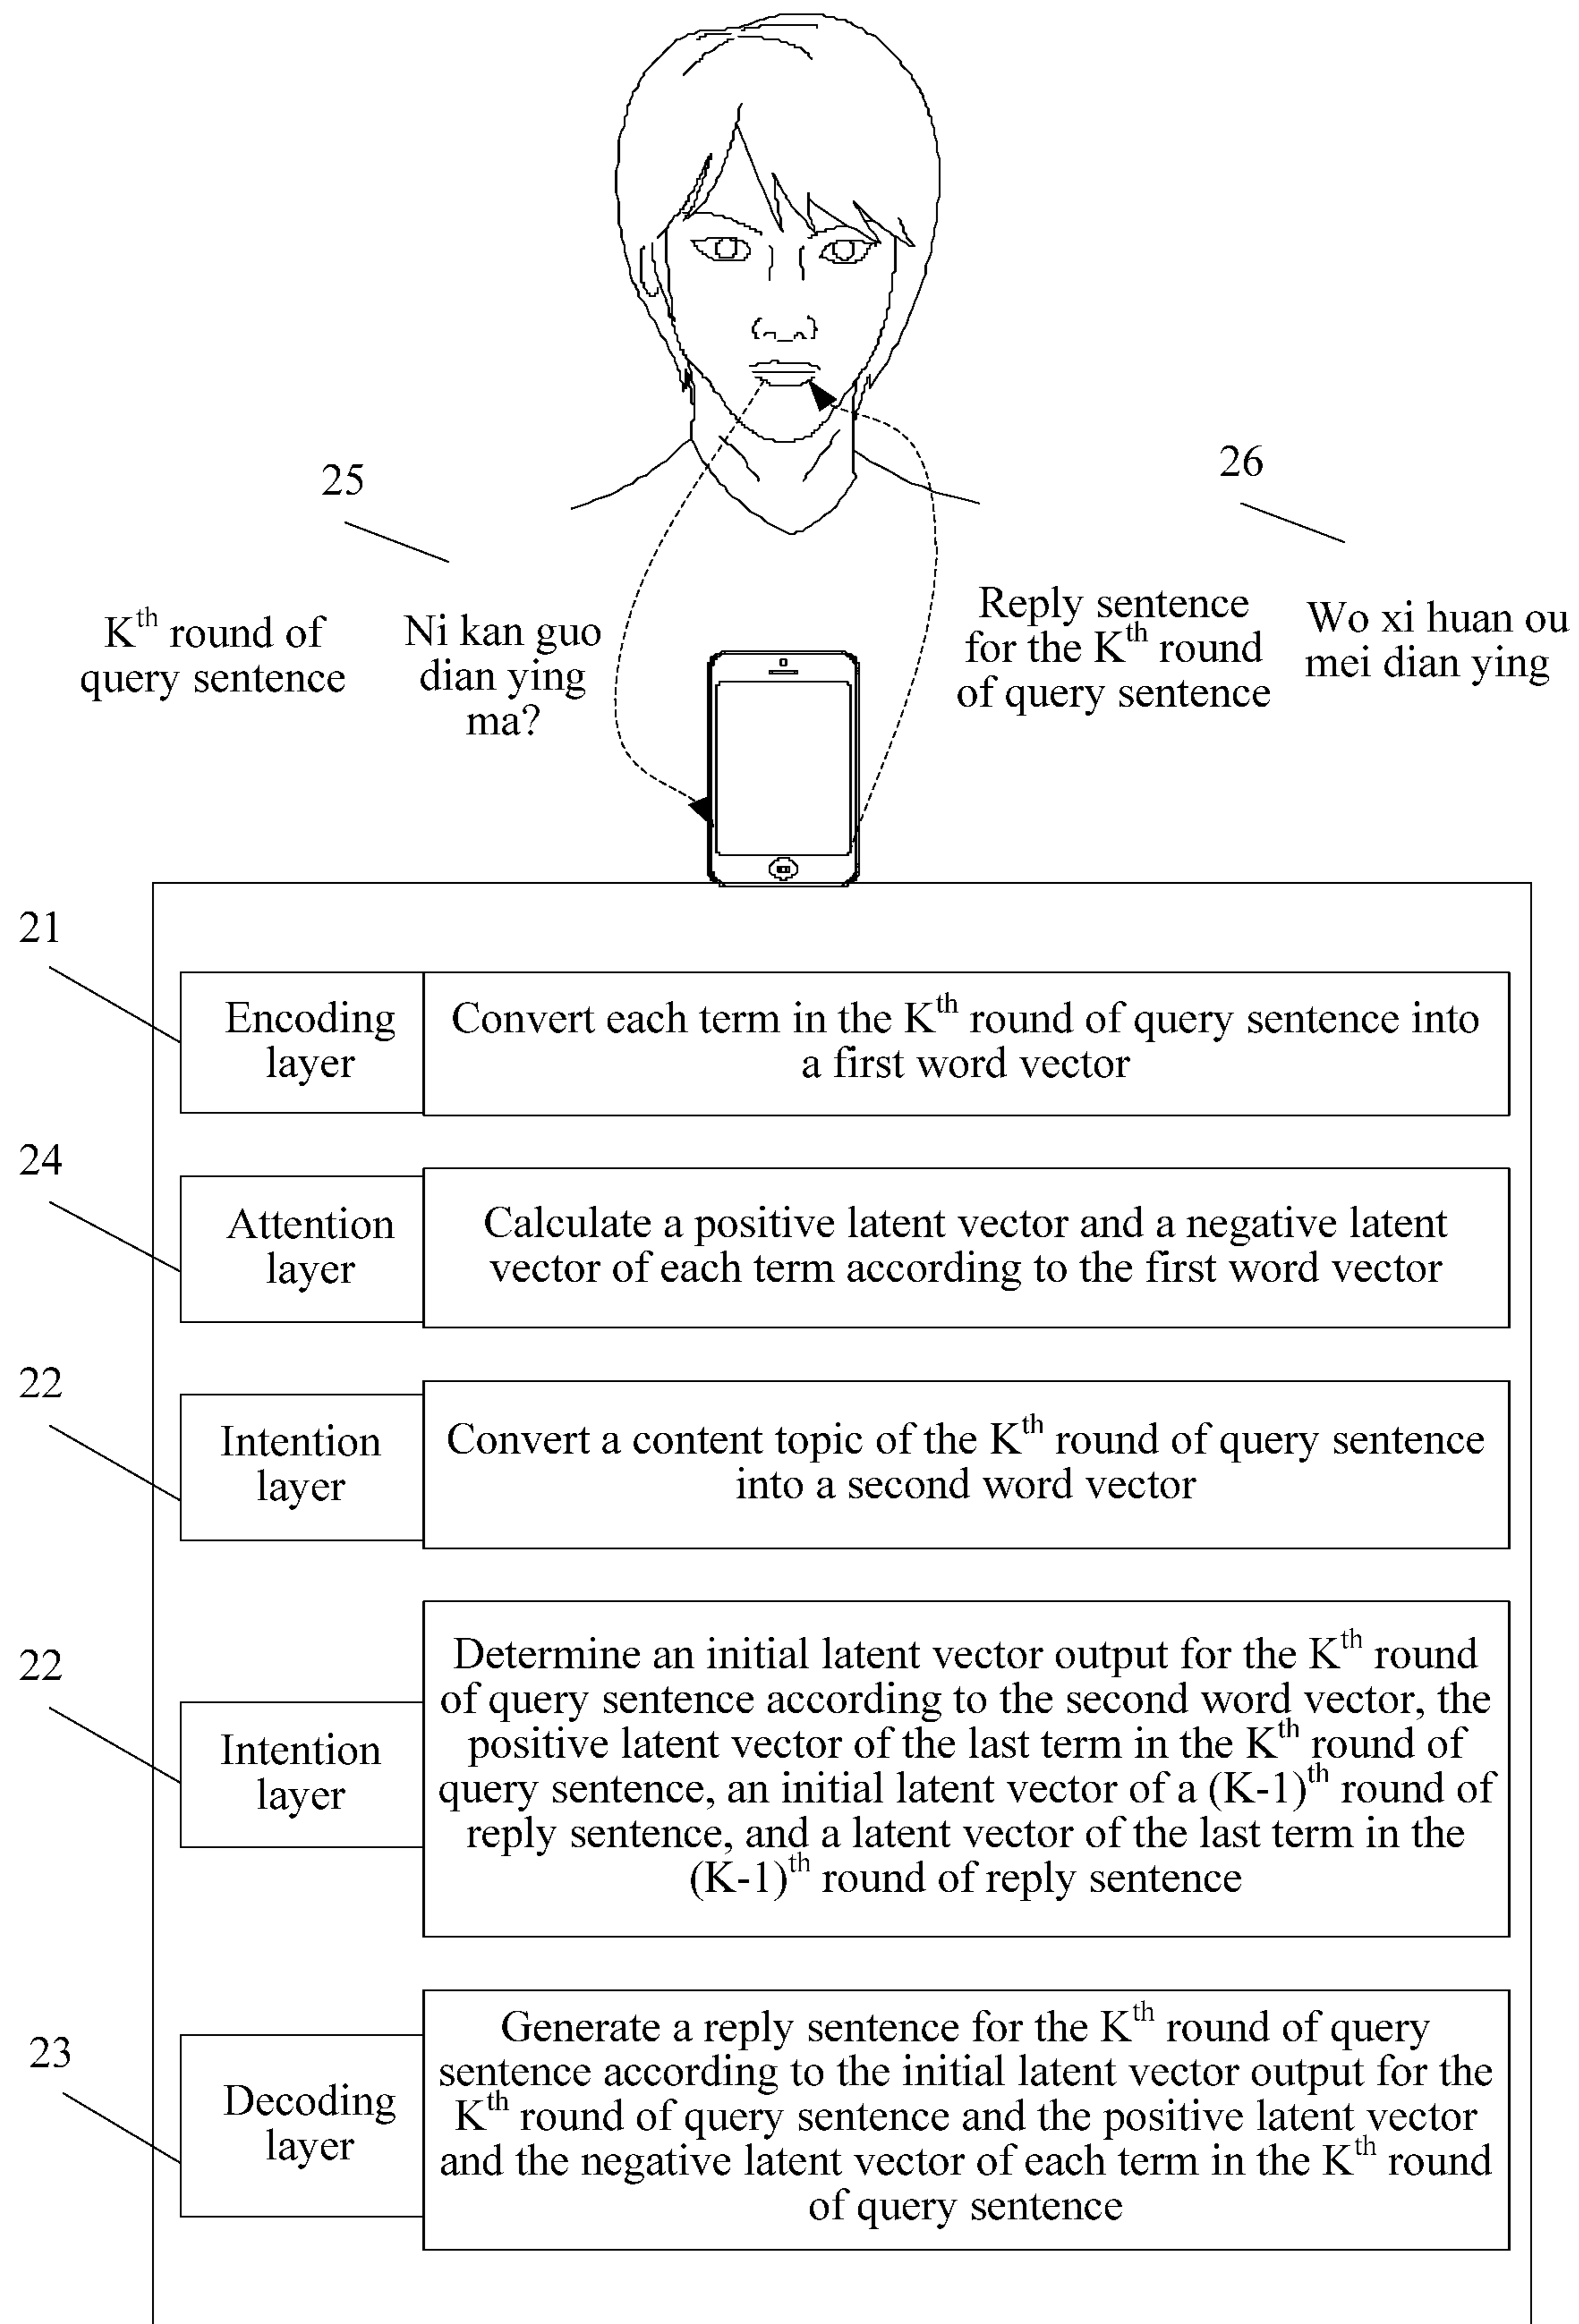 25
26
K^th round of
query sentence
Ni kan guo
dian ying
ma?
Reply sentence
for the K^th round
of query sentence
Wo xi huan ou
mei dian ying
21
Encoding
layer
Convert each term in the K^th round of query sentence into
a first word vector
24
Attention
layer
Calculate a positive latent vector and a negative latent
vector of each term according to the first word vector
22
Intention
layer
Convert a content topic of the K^th round of query sentence
into a second word vector
22
Intention
layer
Determine an initial latent vector output for the K^th round
of query sentence according to the second word vector, the
positive latent vector of the last term in the K^th round of
query sentence, an initial latent vector of a (K-1)^th round of
reply sentence, and a latent vector of the last term in the
(K-1)^th round of reply sentence
23
Decoding
layer
Generate a reply sentence for the K^th round of query
sentence according to the initial latent vector output for the
K^th round of query sentence and the positive latent vector
and the negative latent vector of each term in the K^th round
of query sentence